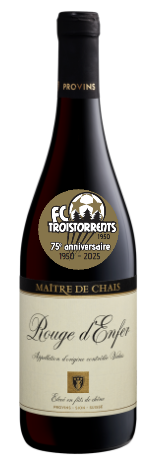 PROVINS
FC
TROISTORRENTS
1950
75e anniversaire
1950 - 2025
MAÎTRE DE CHAIS
Rouge d'Enfer
Appellation d'origine contrôlée Valais
Élevé en fûts de chêne